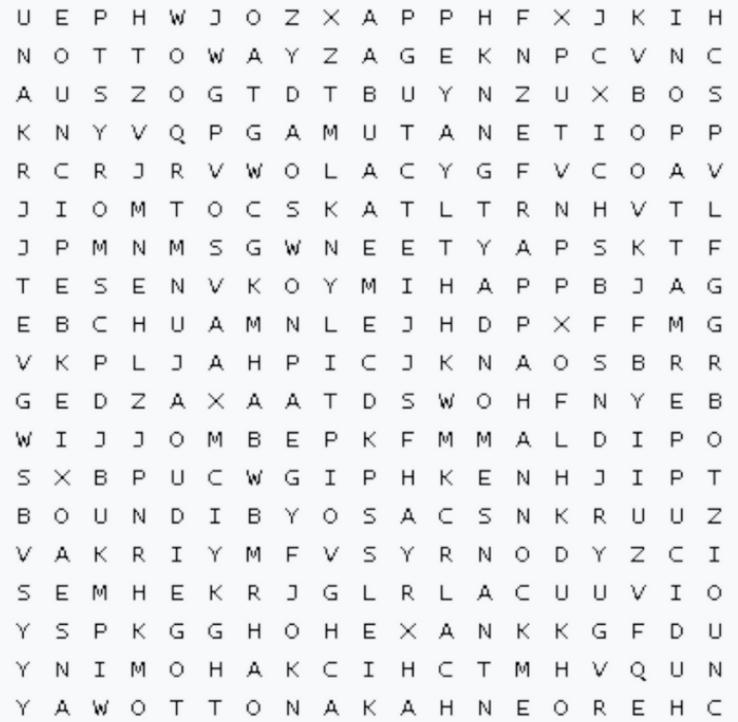 U E P H W J O Z X A P P H F X J K I H
N O T T O W A Y Z A G E K N P C V N C
A U S Z O G T D T B U Y N Z U X B O S
K N Y V Q P G A M U T A N E T I O P P
R C R J R V W O L A C Y G F V C O A V
J I O M T O C S K A T L T R N H V T L
J P M N M S G W N E E T Y A P S K T F
T E S E N V K O Y M I H A P P B J A G
E B C H U A M N L E J H D P X F F M G
V K P L J A H P I C J K N A O S B R R
G E D Z A X A A T D S W O H F N Y E B
W I J J O M B E P K F M M A L D I P O
S X B P U C W G I P H K E N H J I P T
B O U N D I B Y O S A C S N K R U U Z
V A K R I Y M F V S Y R N O D Y Z C I
S E M H E K R J G L R L A C U U V I O
Y S P K G G H O H E X A N K K G F D U
Y N I M O H A K C I H C T M H V Q U N
Y A W O T T O N A K A H N E O R E H C